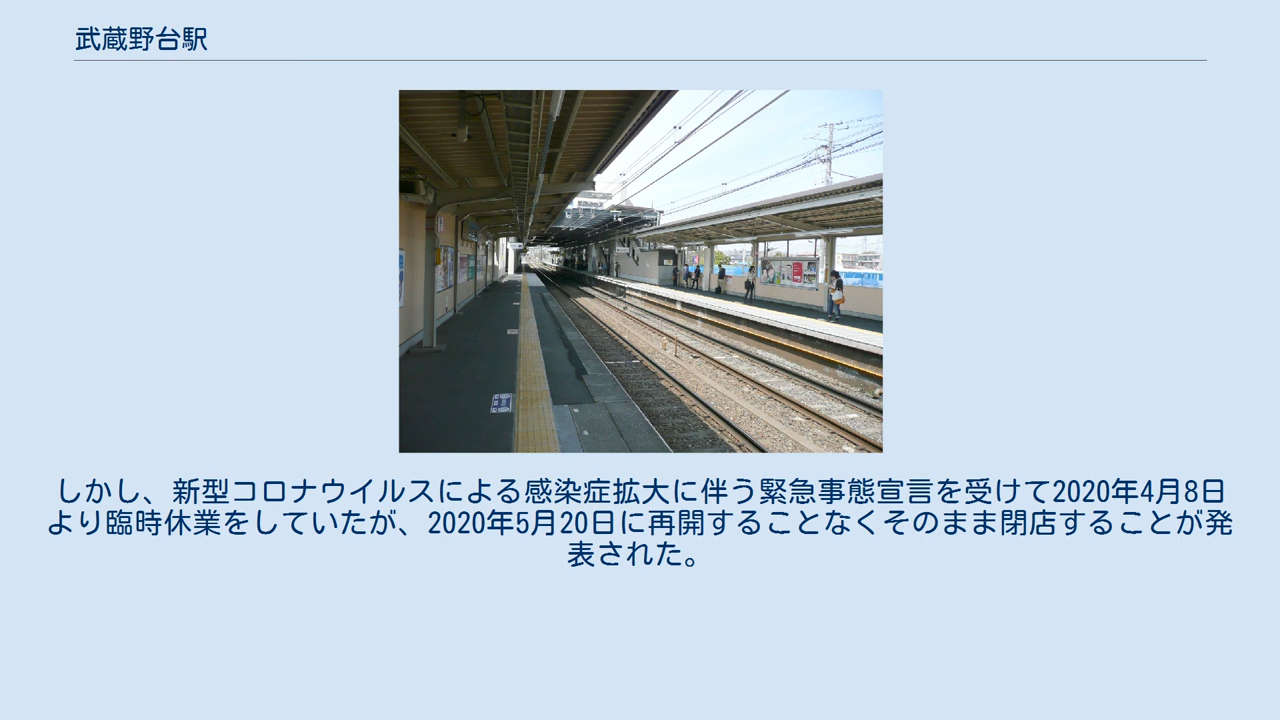 武蔵野台駅
しかし、新型コロナウイルスによる感染症拡大に伴う緊急事態宣言を受けて2020年4月8日
より臨時休業をしていたが、2020年5月20日に再開することなくそのまま閉店することが発
表された。